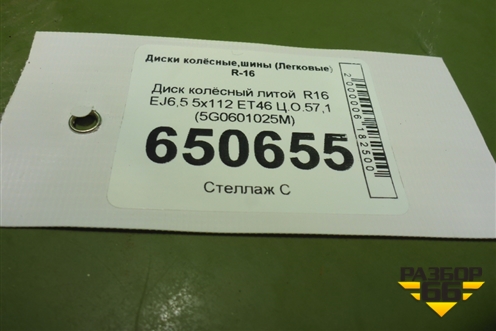 Диски колёсные,шины (Легковые)
R-16
Диск колёсный литой R16
EJ6,5 5x112 ET46 Ц.О.57,1
(5G0601025M)
650655
Стеллаж С
2000006182500
РАЗБОР
66